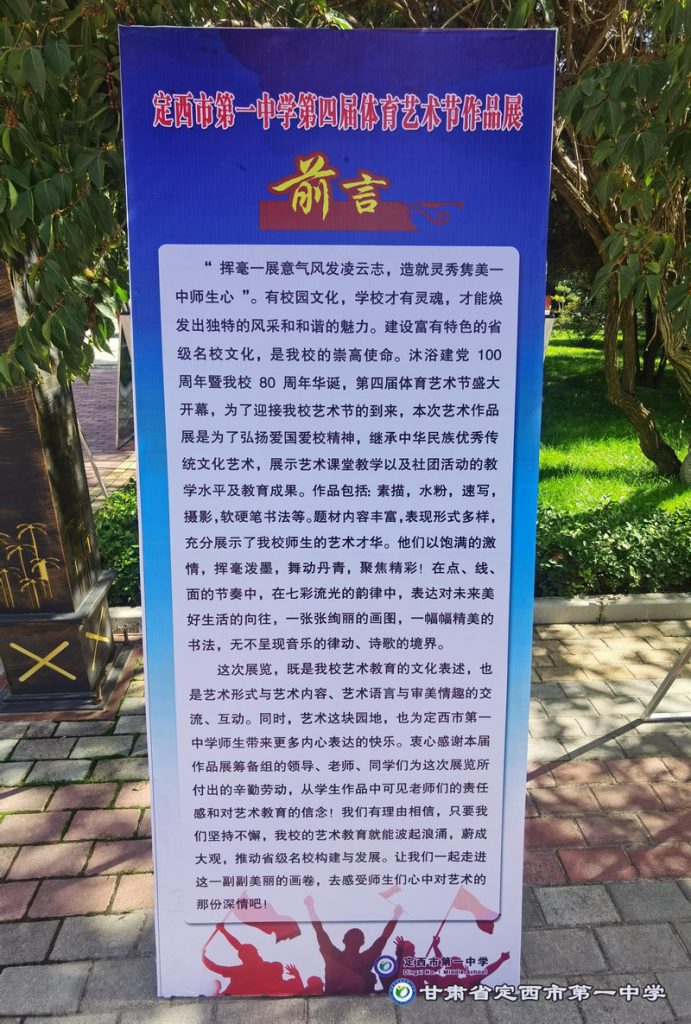 定西市第一中学第四届体育艺术节作品展
前言
“ 挥毫一展意气风发凌云志，造就灵秀隽美一
中师生心 ”。有校园文化，学校才有灵魂，才能焕
发出独特的风采和和谐的魅力。建设富有特色的省
级名校文化，是我校的崇高使命。沐浴建党 100
周年暨我校 80 周年华诞，第四届体育艺术节盛大
开幕，为了迎接我校艺术节的到来，本次艺术作品
展是为了弘扬爱国爱校精神，继承中华民族优秀传
统文化艺术，展示艺术课堂教学以及社团活动的教
学水平及教育成果。作品包括：素描，水粉，速写，
摄影，软硬笔书法等。题材内容丰富，表现形式多样，
充分展示了我校师生的艺术才华。他们以饱满的激
情，挥毫泼墨，舞动丹青，聚焦精彩！在点、线、
面的节奏中，在七彩流光的韵律中，表达对未来美
好生活的向往，一张张绚丽的画图，一幅幅精美的
书法，无不呈现音乐的律动、诗歌的境界。
这次展览，既是我校艺术教育的文化表述，也
是艺术形式与艺术内容、艺术语言与审美情趣的交
流、互动。同时，艺术这块园地，也为定西市第一
中学师生带来更多内心表达的快乐。衷心感谢本届
作品展筹备组的领导、老师、同学们为这次展览所
付出的辛勤劳动，从学生作品中可见老师们的责任
感和对艺术教育的信念！我们有理由相信，只要我
们坚持不懈，我校的艺术教育就能波起浪涌，蔚成
大观，推动省级名校构建与发展。让我们一起走进
这一副副美丽的画卷，去感受师生们心中对艺术的
那份深情吧！
定西市第一中学
Dingxi No. 1 Middle School
甘肃省定西市第一中学